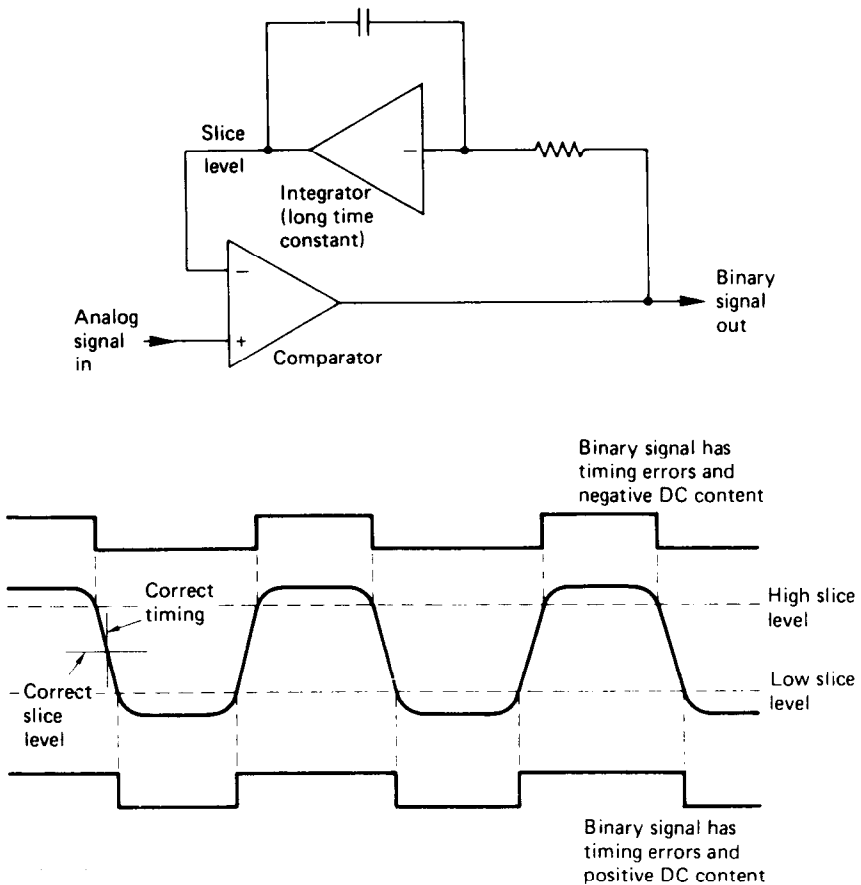 Slice
level
Integrator
(long time
constant)
−
−
+
Analog
signal
in
Comparator
Binary
signal
out
Binary signal has
timing errors and
negative DC content
Correct
timing
High slice
level
Correct
slice
level
Low slice
level
Binary signal has
timing errors and
positive DC content